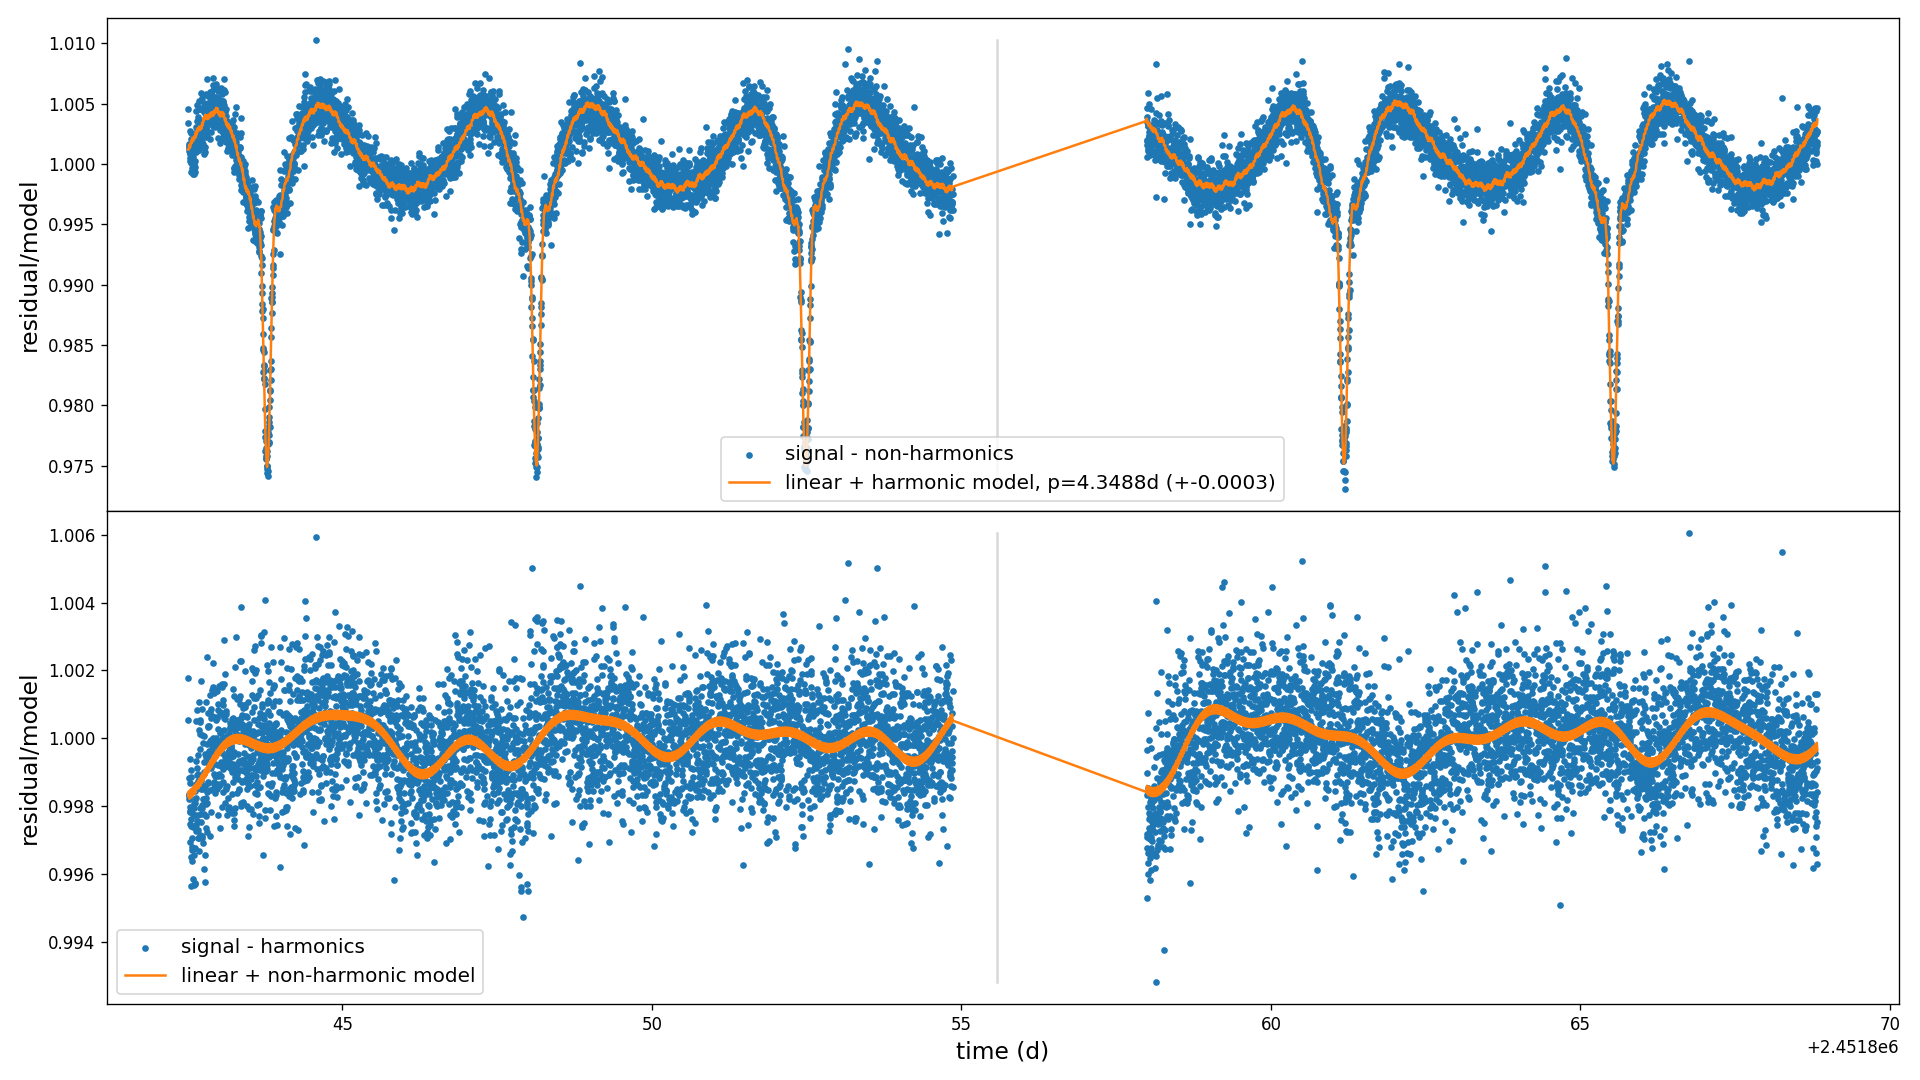 1.010
1.005
1.000
0.995
0.990
0.985
0.980
0.975
residual/model
signal - non-harmonics
linear + harmonic model, p=4.3488d (+-0.0003)
1.006
1.004
1.002
1.000
0.998
0.996
0.994
residual/model
signal - harmonics
linear + non-harmonic model
45
50
55
60
65
70
time (d)
+2.4518e6